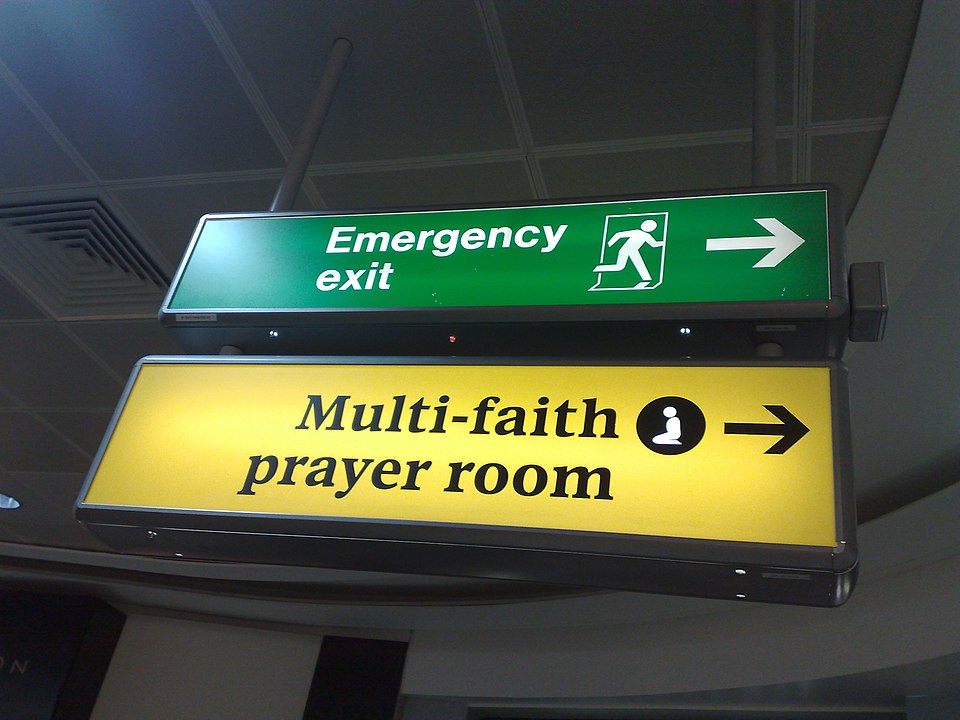 Emergency
exit
Multi-faith
prayer room